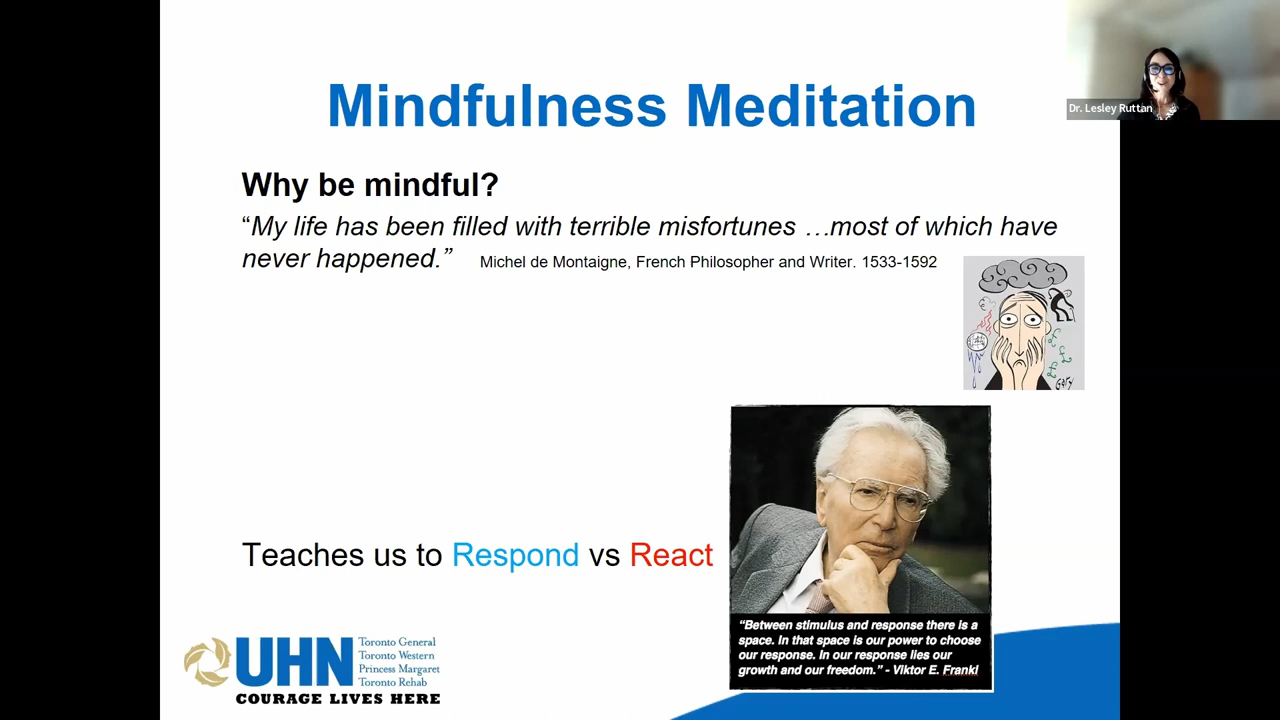 Mindfulness Meditation
Dr. Lesley Ruttan
Why be mindful?
“My life has been filled with terrible misfortunes …most of which have
never happened.” Michel de Montaigne, French Philosopher and Writer. 1533-1592
Gary
Teaches us to Respond vs React
“Between stimulus and response there is a
space. In that space is our power to choose
our response. In our response lies our
growth and our freedom.” - Viktor E. Frankl
UHN
Toronto General
Toronto Western
Princess Margaret
Toronto Rehab
COURAGE LIVES HERE